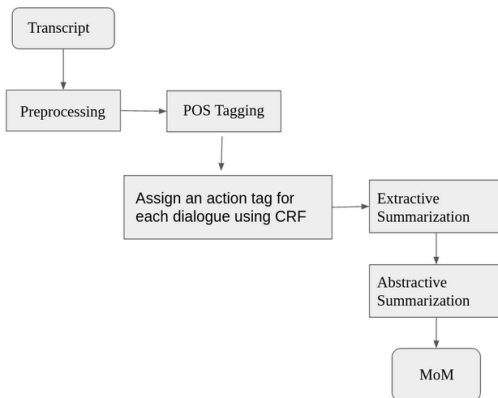 Transcript
Preprocessing
POS Tagging
Assign an action tag for
each dialogue using CRF
Extractive
Summarization
Abstractive
Summarization
MoM